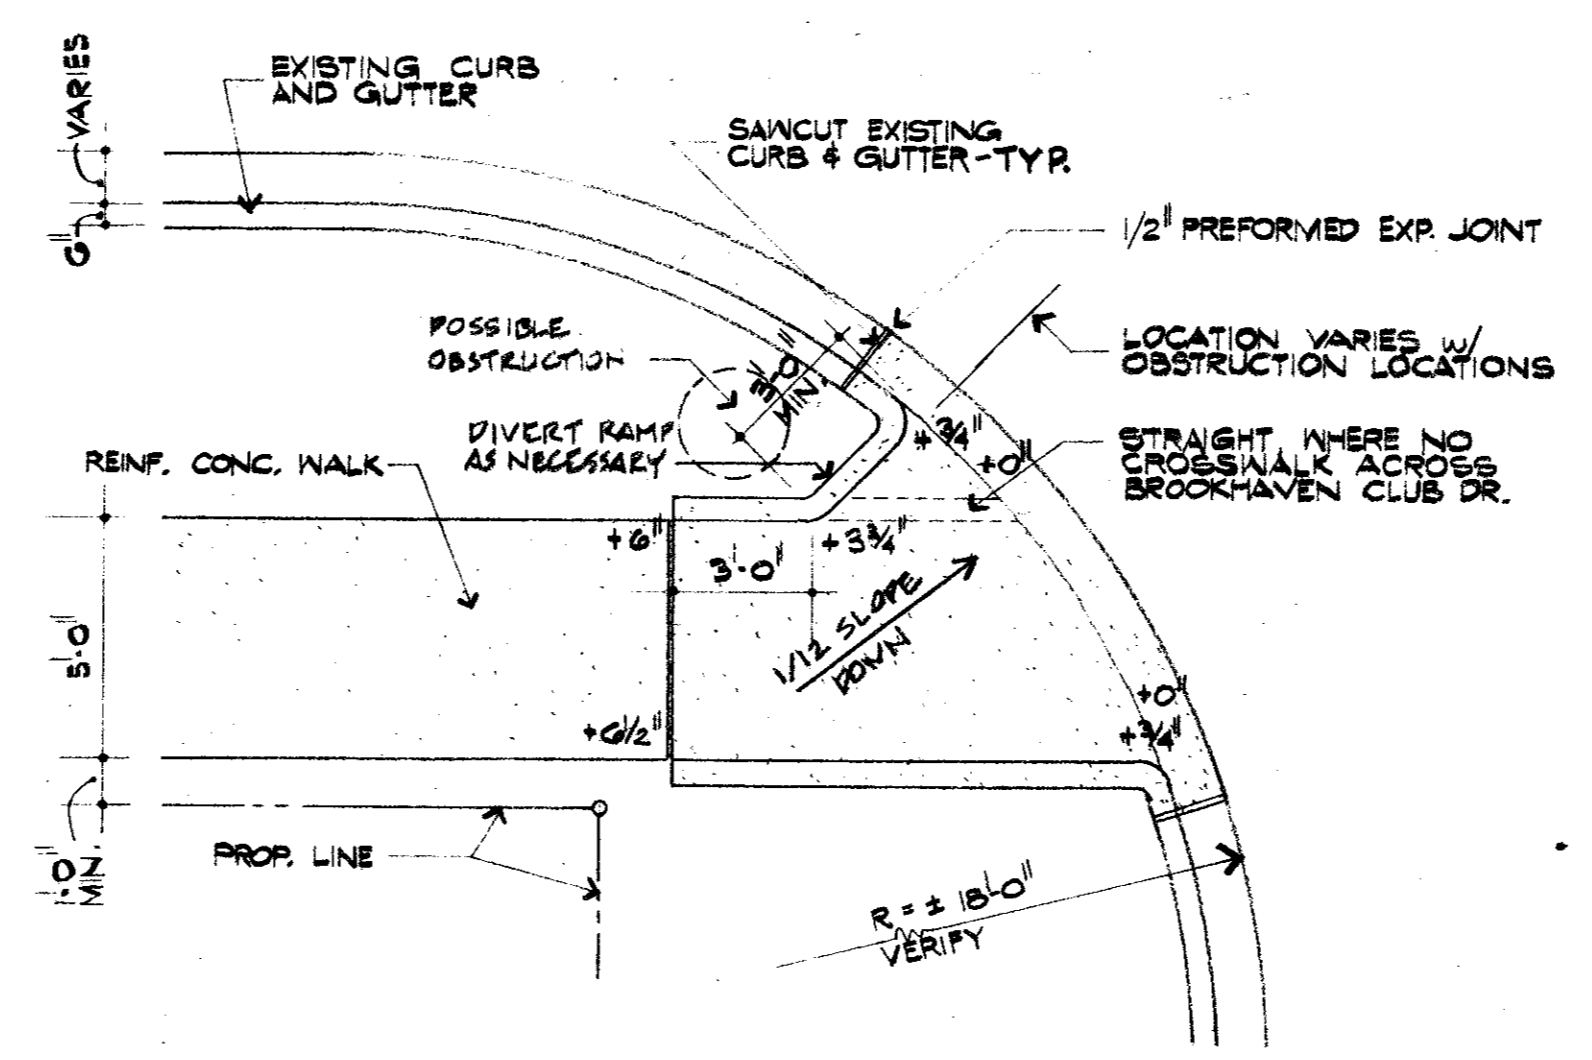 VARIES
6"
EXISTING CURB
AND GUTTER
SAWCUT EXISTING
CURB & GUTTER-TYP.
1/2" PREFORMED EXP. JOINT
POSSIBLE
OBSTRUCTION
3'-0"
MIN.
LOCATION VARIES W/
OBSTRUCTION LOCATIONS
DIVERT RAMP
AS NECESSARY
REINF. CONC. WALK
+ 3/4"
+0"
STRAIGHT WHERE NO
CROSSWALK ACROSS
BROOKHAVEN CLUB DR.
+6"
+3 3/4"
3'-0"
5'-0"
1/12 SLOPE
DOWN
+6 1/2"
+0"
+3/4"
1'-0"
MIN.
PROP. LINE
R = ± 18'-0"
VERIFY